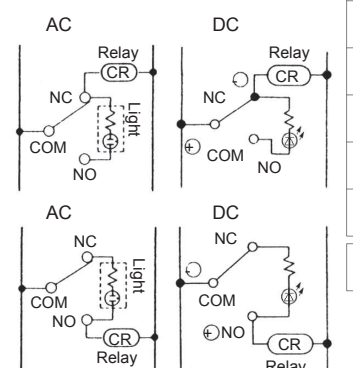 AC DC
Relay Relay
CR CR
NC NC
Light
COM COM
NO NO
AC DC
NC NC
Light
COM COM
NO NO
CR CR
Relay Relay